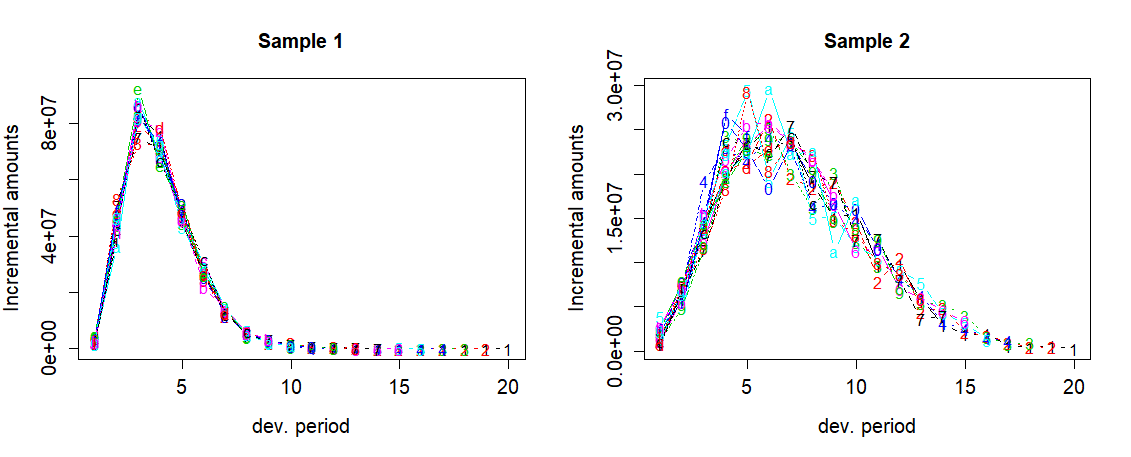 Sample 1
Incremental amounts
8e+07
4e+07
0e+00
5
10
15
20
dev. period
Sample 2
Incremental amounts
3.0e+07
1.5e+07
0.0e+00
5
10
15
20
dev. period